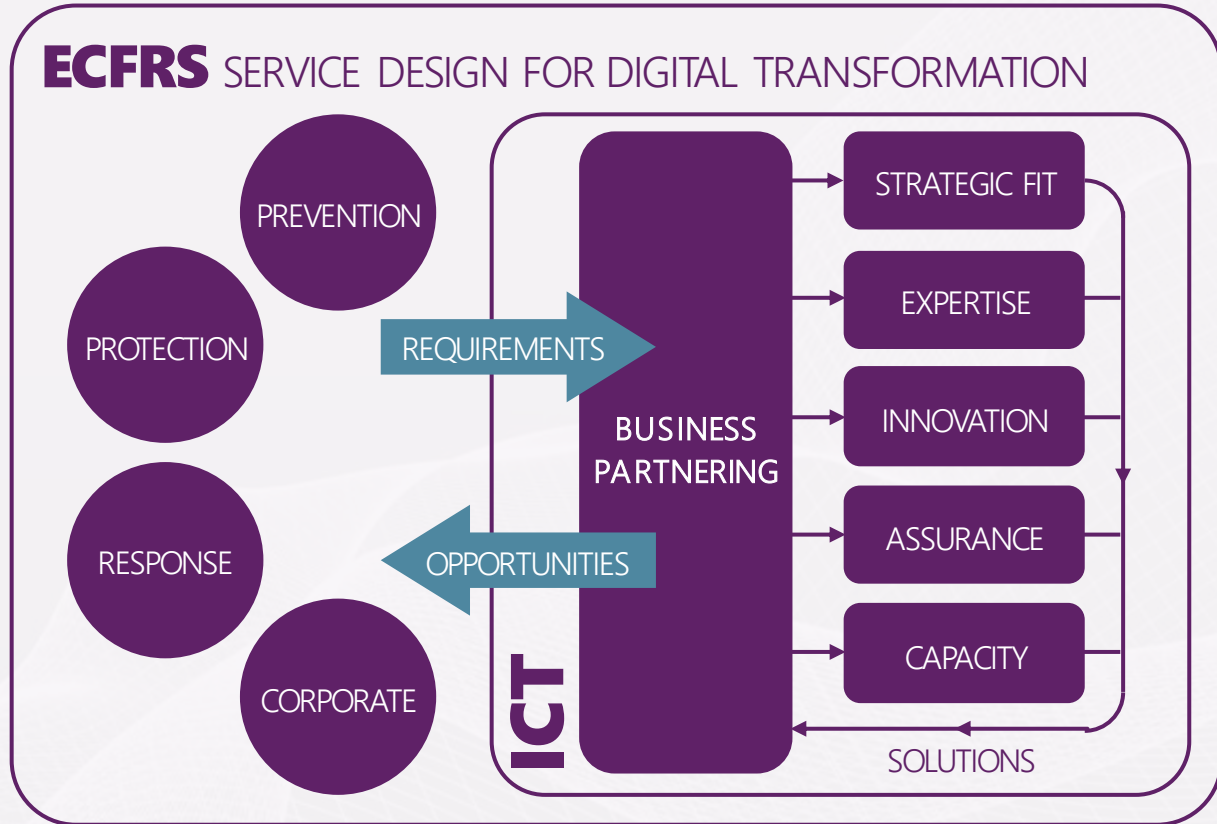 ECFRS SERVICE DESIGN FOR DIGITAL TRANSFORMATION
PREVENTION
PROTECTION
RESPONSE
CORPORATE
REQUIREMENTS
OPPORTUNITIES
ICT
BUSINESS
PARTNERING
STRATEGIC FIT
EXPERTISE
INNOVATION
ASSURANCE
CAPACITY
SOLUTIONS